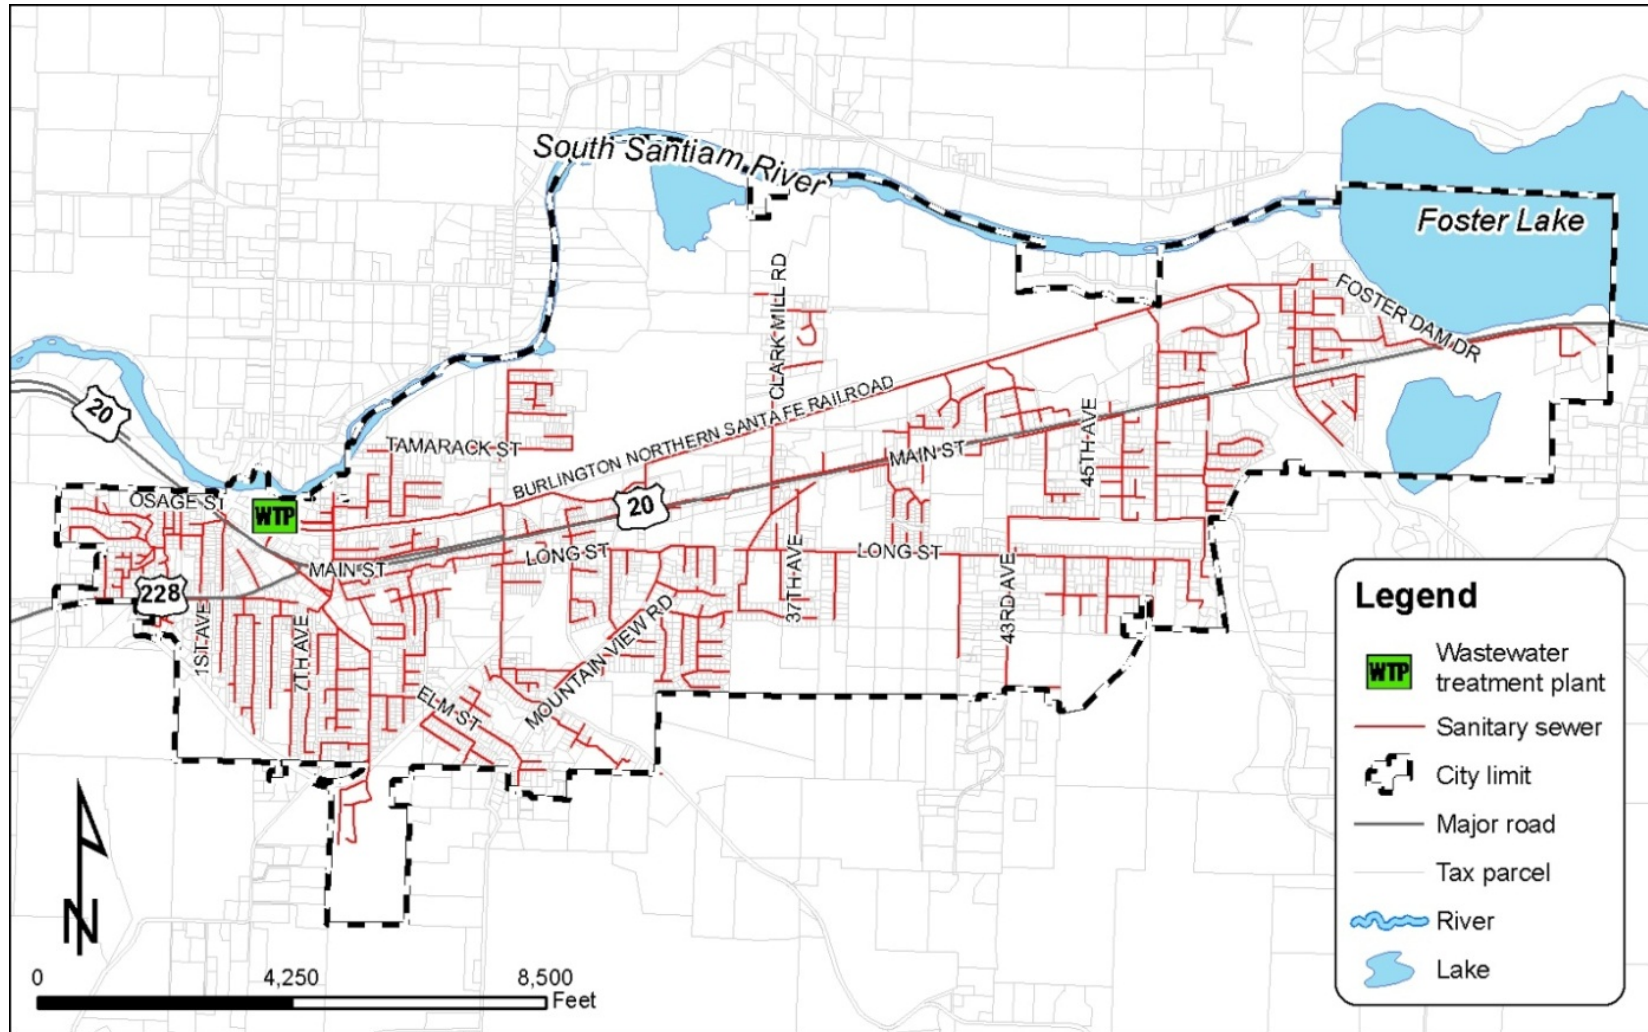 South Santiam River
Foster Lake
FOSTER DAM DR
CLARK MILL RD
20
BURLINGTON NORTHERN SANTA FE RAILROAD
TAMARACK ST
MAIN ST
45TH AVE
20
OSAGE ST
WTP
LONG ST
LONG ST
MAIN ST
228
37TH AVE
43RD AVE
1ST AVE
7TH AVE
MOUNTAIN VIEW RD
ELM ST
Legend
WTP
Wastewater
treatment plant
Sanitary sewer
City limit
Major road
Tax parcel
River
Lake
N
0
4,250
8,500
Feet